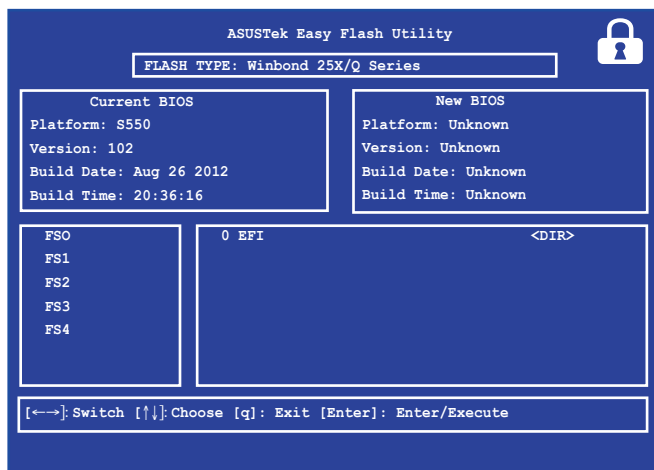 ASUSTek Easy Flash Utility
FLASH TYPE: Winbond 25X/Q Series
Current BIOS
Platform: S550
Version: 102
Build Date: Aug 26 2012
Build Time: 20:36:16
New BIOS
Platform: Unknown
Version: Unknown
Build Date: Unknown
Build Time: Unknown
FSO
FS1
FS2
FS3
FS4
0 EFI <DIR>
[←→]: Switch [↑↓]: Choose [q]: Exit [Enter]: Enter/Execute